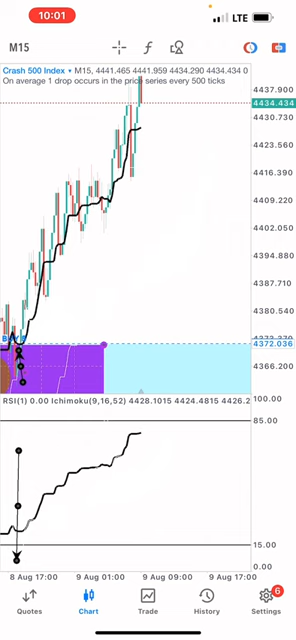 10:01
LTE
M15
Crash 500 Index ▾ M15, 4441.465 4441.959 4434.290 4434.434 0
On average 1 drop occurs in the price series every 500 ticks
4437.900
4434.434
4430.730
4423.560
4416.390
4409.220
4402.050
4394.880
4387.710
4380.540
4372.036
4366.200
RSI(1) 0.00 Ichimoku(9,16,52) 4428.1015 4424.4815 4426.2
100.00
85.00
15.00
0.00
8 Aug 17:00 9 Aug 01:00 9 Aug 09:00 9 Aug 17:00
6
Quotes Chart Trade History Settings